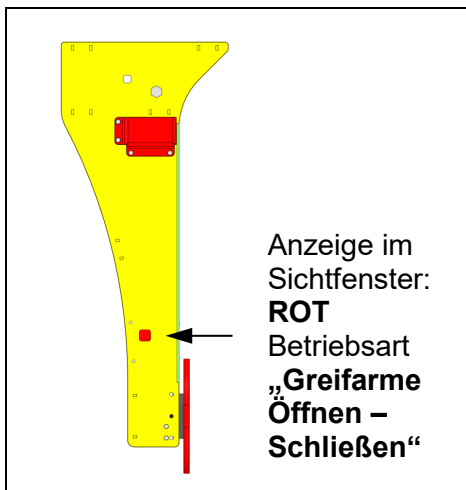 Anzeige im
Sichtfenster:
ROT
Betriebsart
„Greifarme
Öffnen –
Schließen“